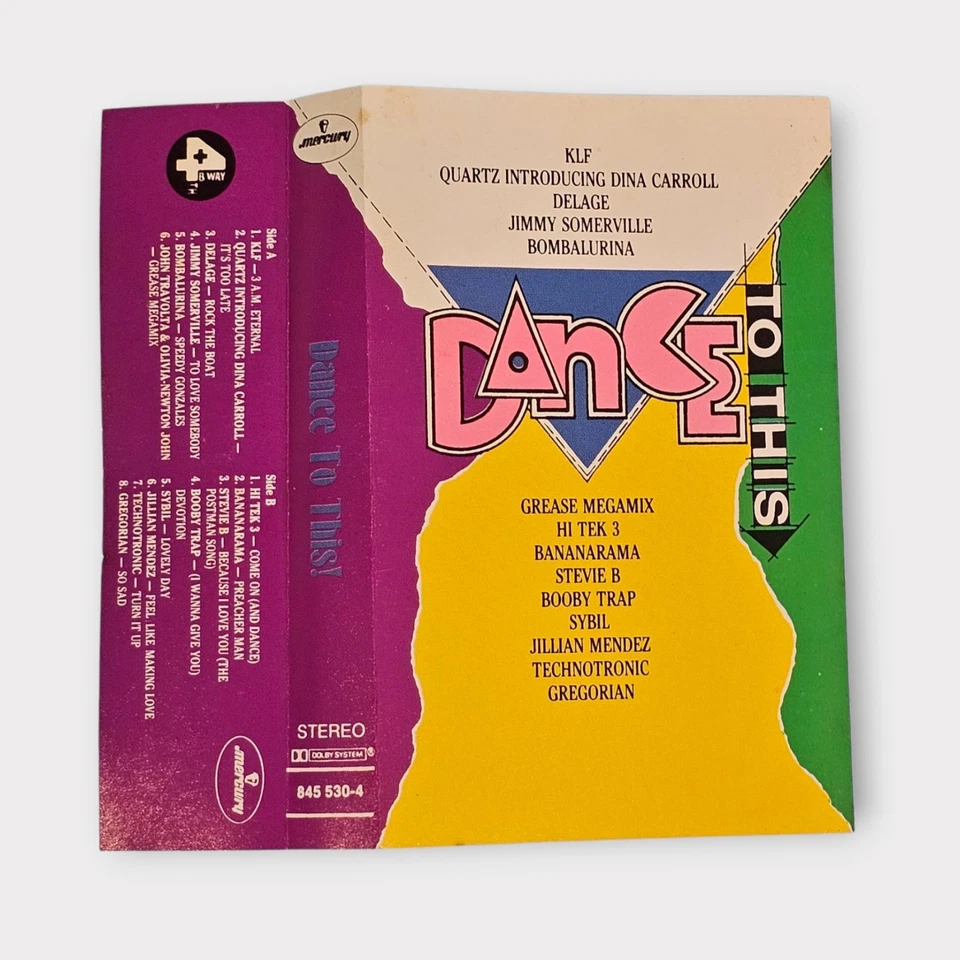 KLF
QUARTZ INTRODUCING DINA CARROLL
DELAGE
JIMMY SOMERVILLE
BOMBALURINA
DANCE
TO THIS
GREASE MEGAMIX
HI TEK 3
BANANARAMA
STEVIE B
BOOBY TRAP
SYBIL
JILLIAN MENDEZ
TECHNOTRONIC
GREGORIAN
mercury
Dance To This!
STEREO
DOLBY SYSTEM®
845 530-4
4TH B WAY
Side A
1. KLF — 3 A.M. ETERNAL
2. QUARTZ INTRODUCING DINA CARROLL —
IT'S TOO LATE
3. DELAGE — ROCK THE BOAT
4. JIMMY SOMERVILLE — TO LOVE SOMEBODY
5. BOMBALURINA — SPEEDY GONZALES
6. JOHN TRAVOLTA & OLIVIA-NEWTON JOHN
— GREASE MEGAMIX
Side B
1. HI TEK 3 — COME ON (AND DANCE)
2. BANANARAMA — PREACHER MAN
3. STEVIE B — BECAUSE I LOVE YOU (THE
POSTMAN SONG)
4. BOOBY TRAP — (I WANNA GIVE YOU)
DEVOTION
5. SYBIL — LOVELY DAY
6. JILLIAN MENDEZ — FEEL LIKE MAKING LOVE
7. TECHNOTRONIC — TURN IT UP
8. GREGORIAN — SO SAD
mercury